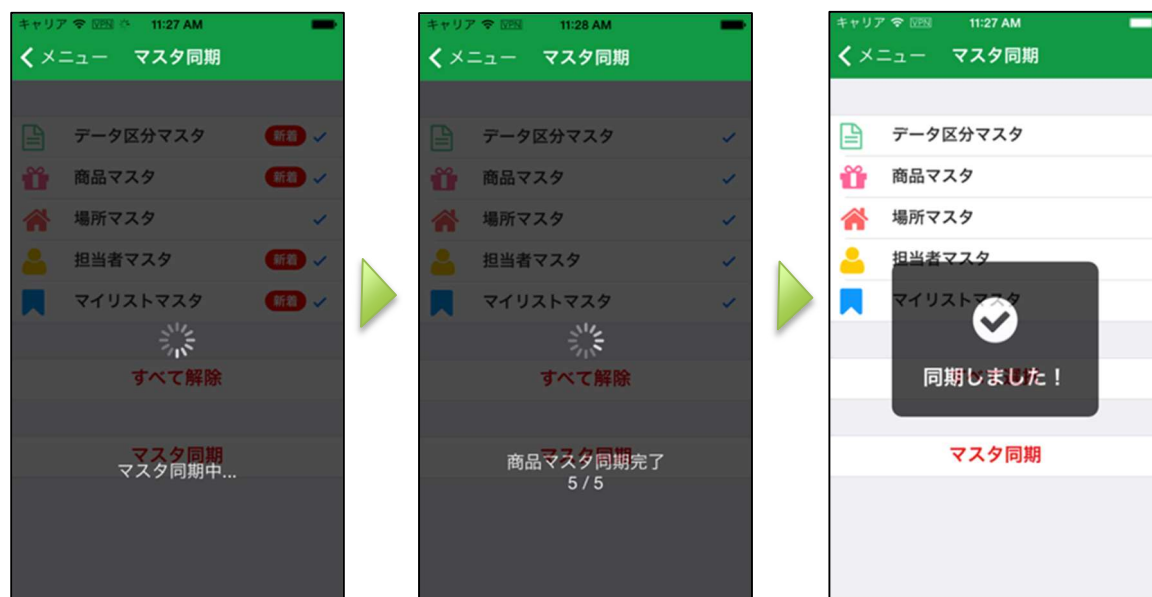 キャリア VPN 11:27 AM
メニュー マスタ同期
データ区分マスタ 新着
商品マスタ 新着
場所マスタ
担当者マスタ 新着
マイリストマスタ 新着
すべて解除
マスタ同期
マスタ同期中...
キャリア VPN 11:28 AM
メニュー マスタ同期
データ区分マスタ
商品マスタ
場所マスタ
担当者マスタ
マイリストマスタ
すべて解除
マスタ同期
商品マスタ同期完了
5 / 5
キャリア VPN 11:27 AM
メニュー マスタ同期
データ区分マスタ
商品マスタ
場所マスタ
担当者マスタ
マイリストマスタ
同期しました！
マスタ同期